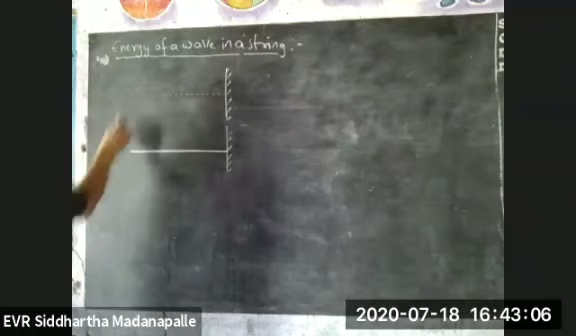 Energy of a wave in a string :-
EVR Siddhartha Madanapalle
2020-07-18 16:43:06